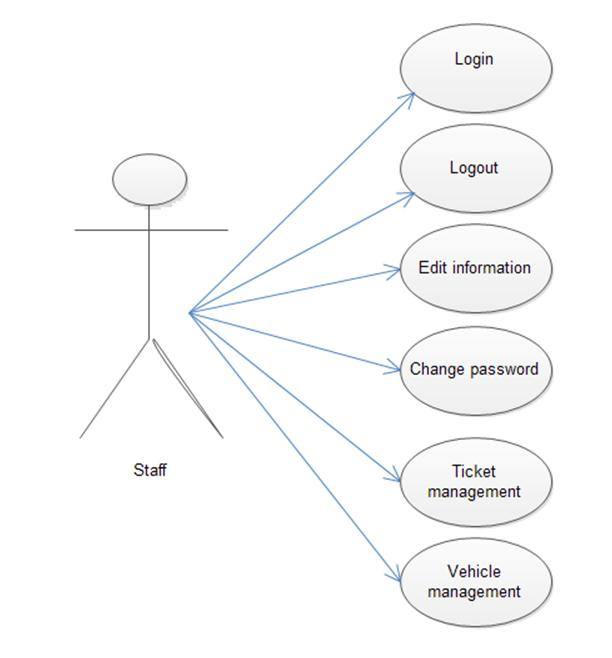 Login
Logout
Edit information
Change password
Staff
Ticket
management
Vehicle
management